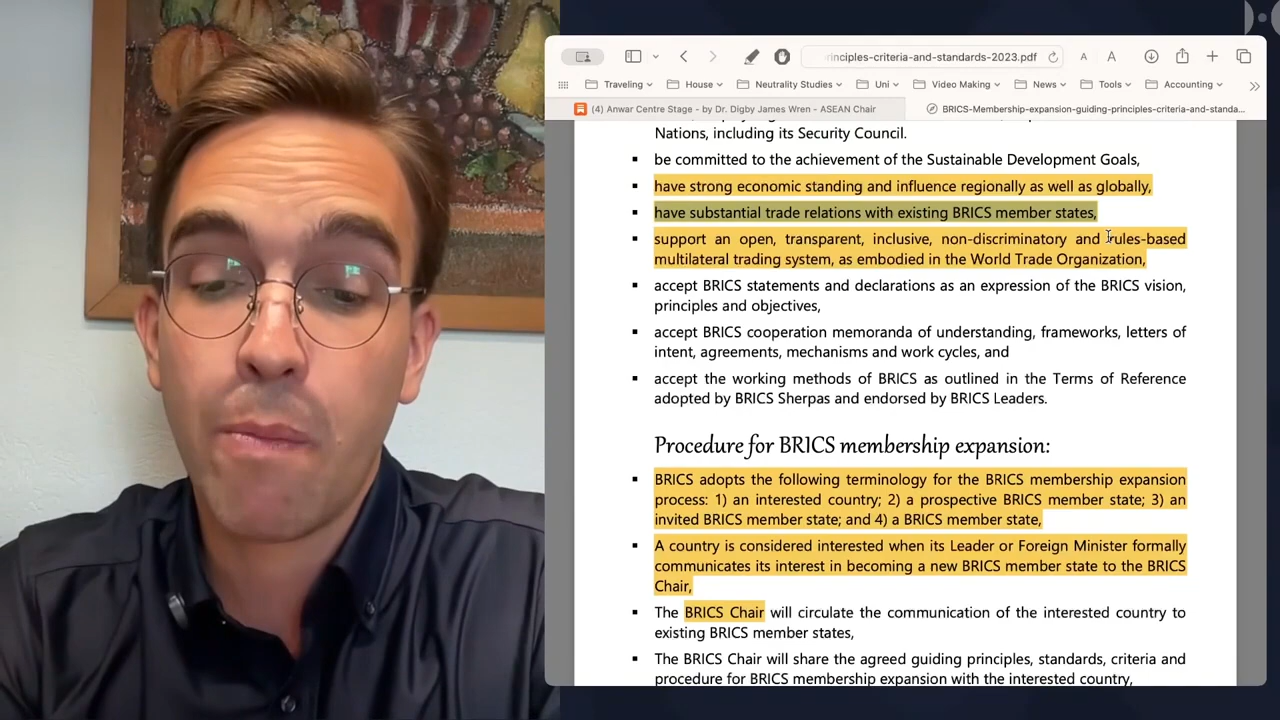 rinciples-criteria-and-standards-2023.pdf
A A
Traveling House Neutrality Studies Uni Video Making News Tools Accounting
(4) Anwar Centre Stage - by Dr. Digby James Wren - ASEAN Chair
BRICS-Membership-expansion-guiding-principles-criteria-and-standa...
Nations, including its Security Council.
▪ be committed to the achievement of the Sustainable Development Goals,
▪ have strong economic standing and influence regionally as well as globally,
▪ have substantial trade relations with existing BRICS member states,
▪ support an open, transparent, inclusive, non-discriminatory and rules-based
multilateral trading system, as embodied in the World Trade Organization,
▪ accept BRICS statements and declarations as an expression of the BRICS vision,
principles and objectives,
▪ accept BRICS cooperation memoranda of understanding, frameworks, letters of
intent, agreements, mechanisms and work cycles, and
▪ accept the working methods of BRICS as outlined in the Terms of Reference
adopted by BRICS Sherpas and endorsed by BRICS Leaders.
Procedure for BRICS membership expansion:
▪ BRICS adopts the following terminology for the BRICS membership expansion
process: 1) an interested country; 2) a prospective BRICS member state; 3) an
invited BRICS member state; and 4) a BRICS member state,
▪ A country is considered interested when its Leader or Foreign Minister formally
communicates its interest in becoming a new BRICS member state to the BRICS
Chair,
▪ The BRICS Chair will circulate the communication of the interested country to
existing BRICS member states,
▪ The BRICS Chair will share the agreed guiding principles, standards, criteria and
procedure for BRICS membership expansion with the interested country,